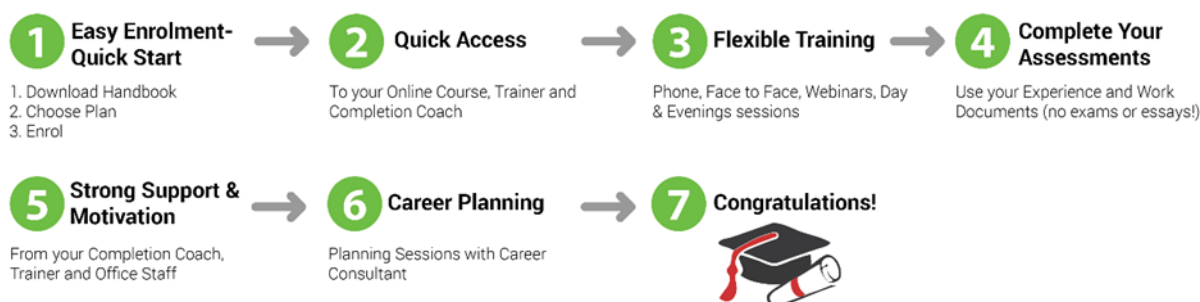 1
Easy Enrolment-
Quick Start
1. Download Handbook
2. Choose Plan
3. Enrol
2
Quick Access
To your Online Course, Trainer and
Completion Coach
3
Flexible Training
Phone, Face to Face, Webinars, Day
& Evenings sessions
4
Complete Your
Assessments
Use your Experience and Work
Documents (no exams or essays!)
5
Strong Support &
Motivation
From your Completion Coach,
Trainer and Office Staff
6
Career Planning
Planning Sessions with Career
Consultant
7
Congratulations!